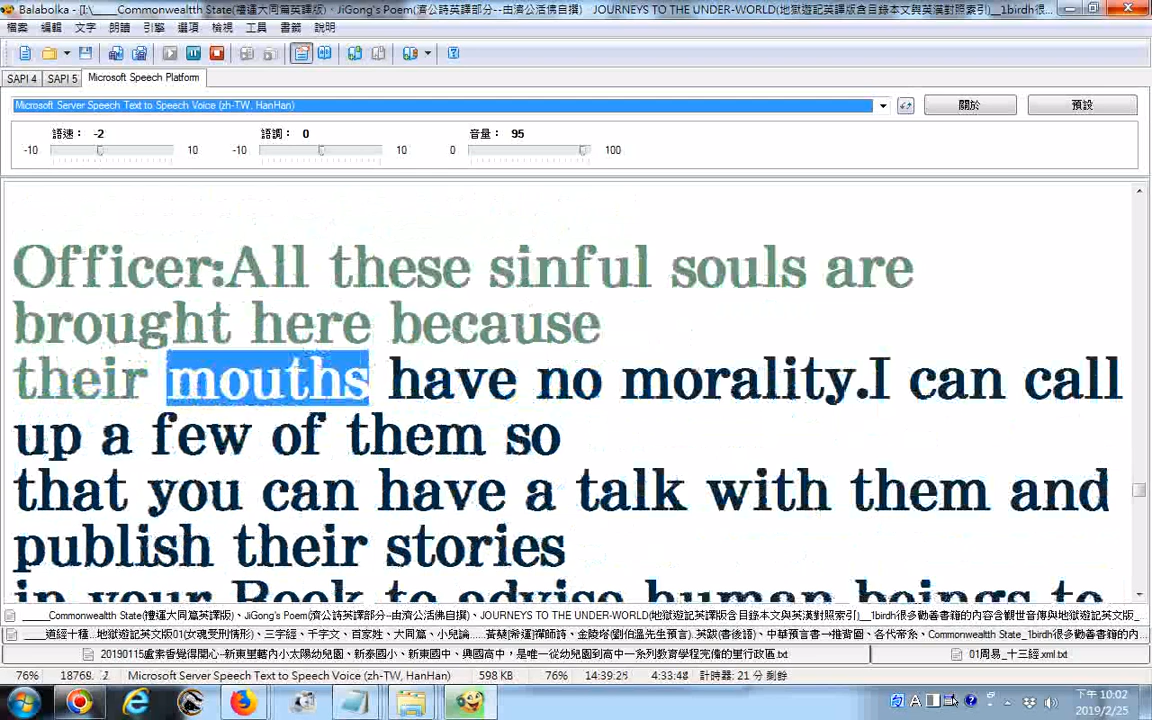 Balabolka - [I:\_____Commonwealth State(禮運大同篇英譯版)、JiGong's Poem(濟公詩英譯部分--由濟公活佛自撰)   JOURNEYS TO THE UNDER-WORLD(地獄遊記英譯版含目錄本文與英漢對照索引)__1birdh很...
檔案 編輯 文字 朗讀 引擎 選項 檢視 工具 書籤 說明
SAPI 4 SAPI 5 Microsoft Speech Platform
Microsoft Server Speech Text to Speech Voice (zh-TW, HanHan) 關於 預設
語速： -2 語調： 0 音量： 95
-10 10 -10 10 0 100
Officer:All these sinful souls are
brought here because
their mouths have no morality.I can call
up a few of them so
that you can have a talk with them and
publish their stories
in your Book to advise human beings to
_____Commonwealth State(禮運大同篇英譯版)、JiGong's Poem(濟公詩英譯部分--由濟公活佛自撰)、JOURNEYS TO THE UNDER-WORLD(地獄遊記英譯版含目錄本文與英漢對照索引)__1birdh很多勸善書籍的內容含觀世音傳與地獄遊記英文版_
20190115盧素香覺得開心--新東里轄內小太陽幼兒園、新泰國小、新東國中、興國高中，是唯一從幼兒園到高中一系列教育學程完備的里行政區.txt 01周易_十三經.xml.txt
76% Microsoft Server Speech Text to Speech Voice (zh-TW, HanHan) 598 KB 76% 14:39:25 4:33:48 計時器： 21 分 剩餘
下午 10:02
2019/2/25